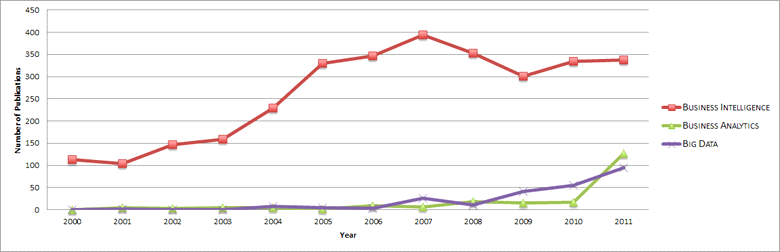 450
400
350
300
250
200
150
100
50
0
Number of Publications
2000 2001 2002 2003 2004 2005 2006 2007 2008 2009 2010 2011
Year
BUSINESS INTELLIGENCE
BUSINESS ANALYTICS
BIG DATA